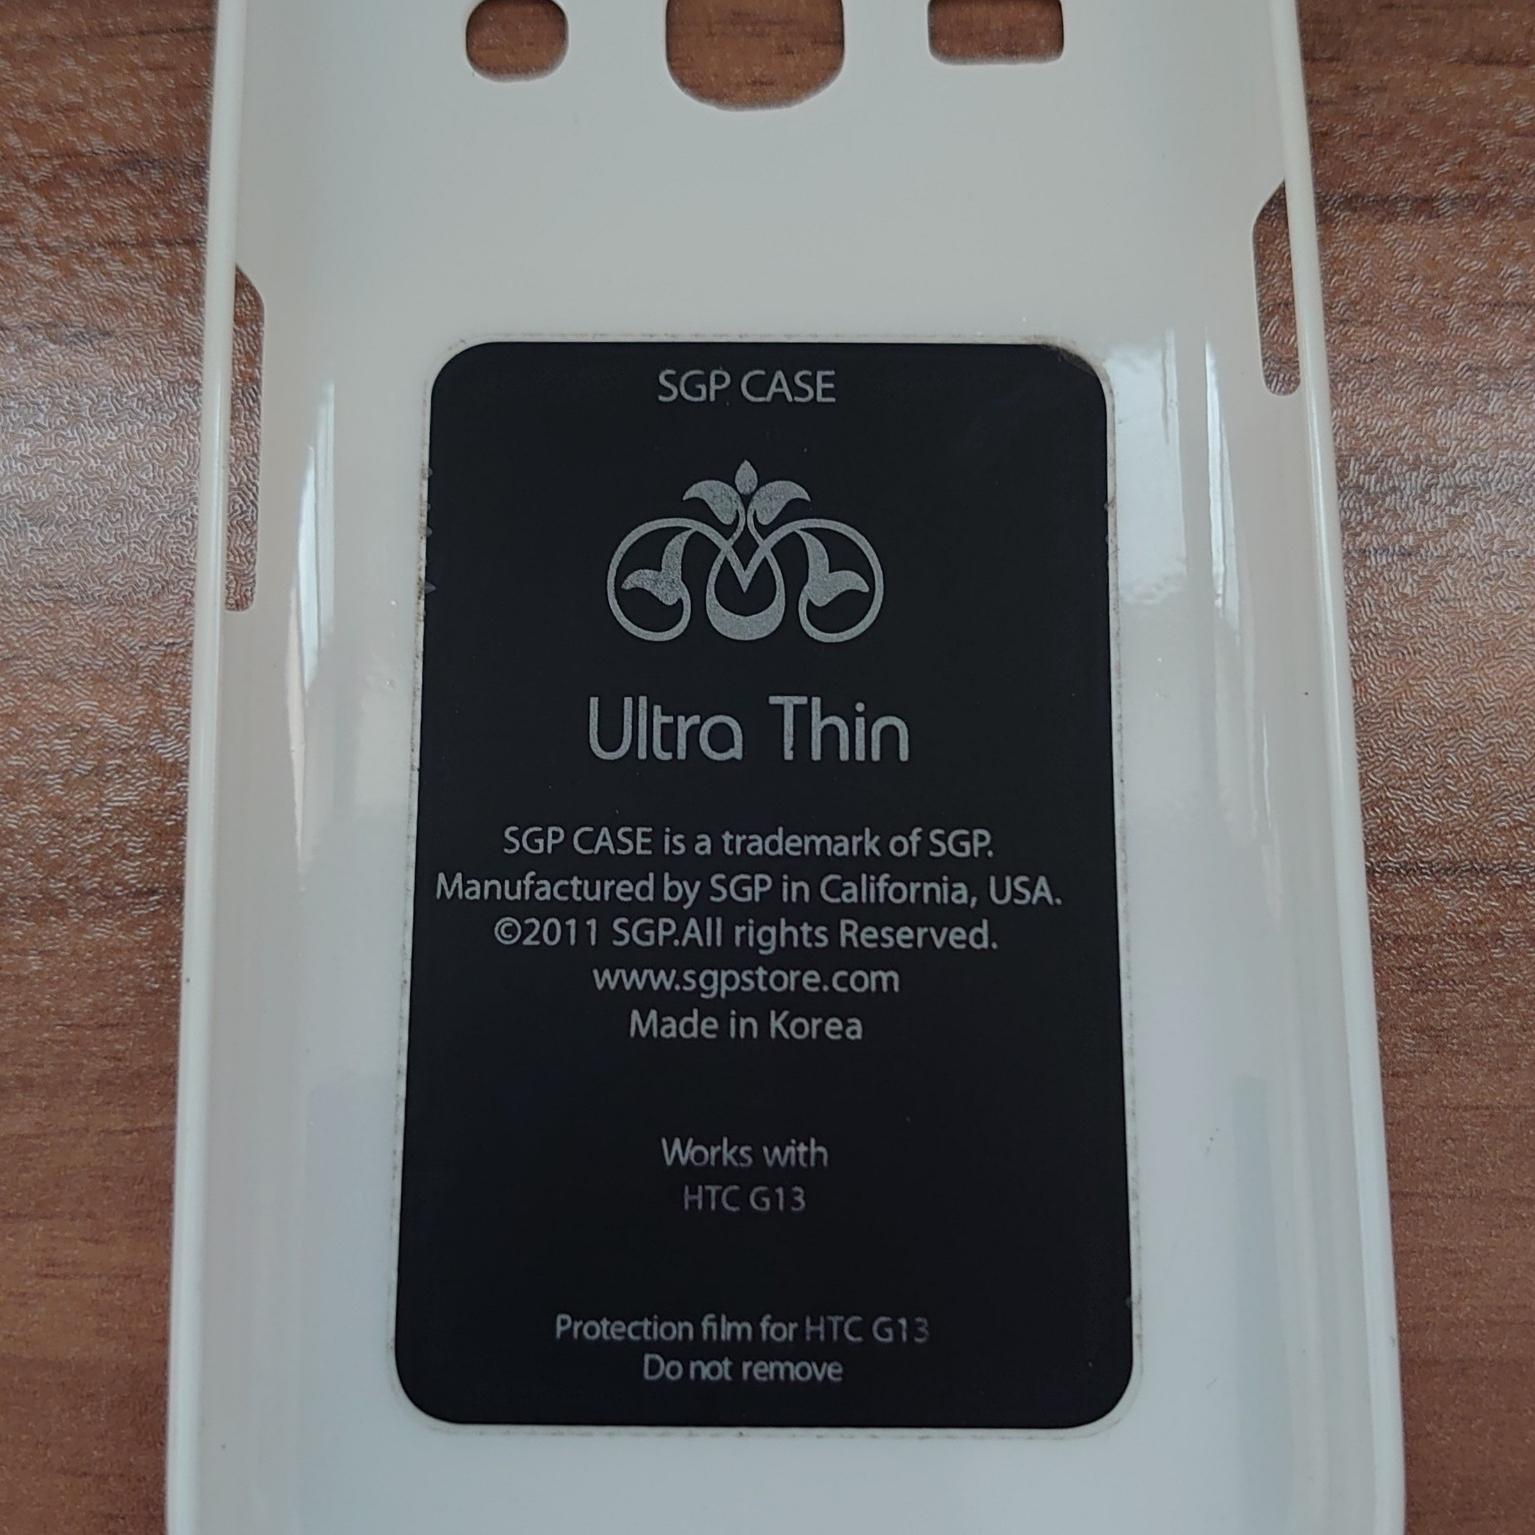 SGP CASE
Ultra Thin
SGP CASE is a trademark of SGP.
Manufactured by SGP in California, USA.
©2011 SGP.All rights Reserved.
www.sgpstore.com
Made in Korea
Works with
HTC G13
Protection film for HTC G13
Do not remove